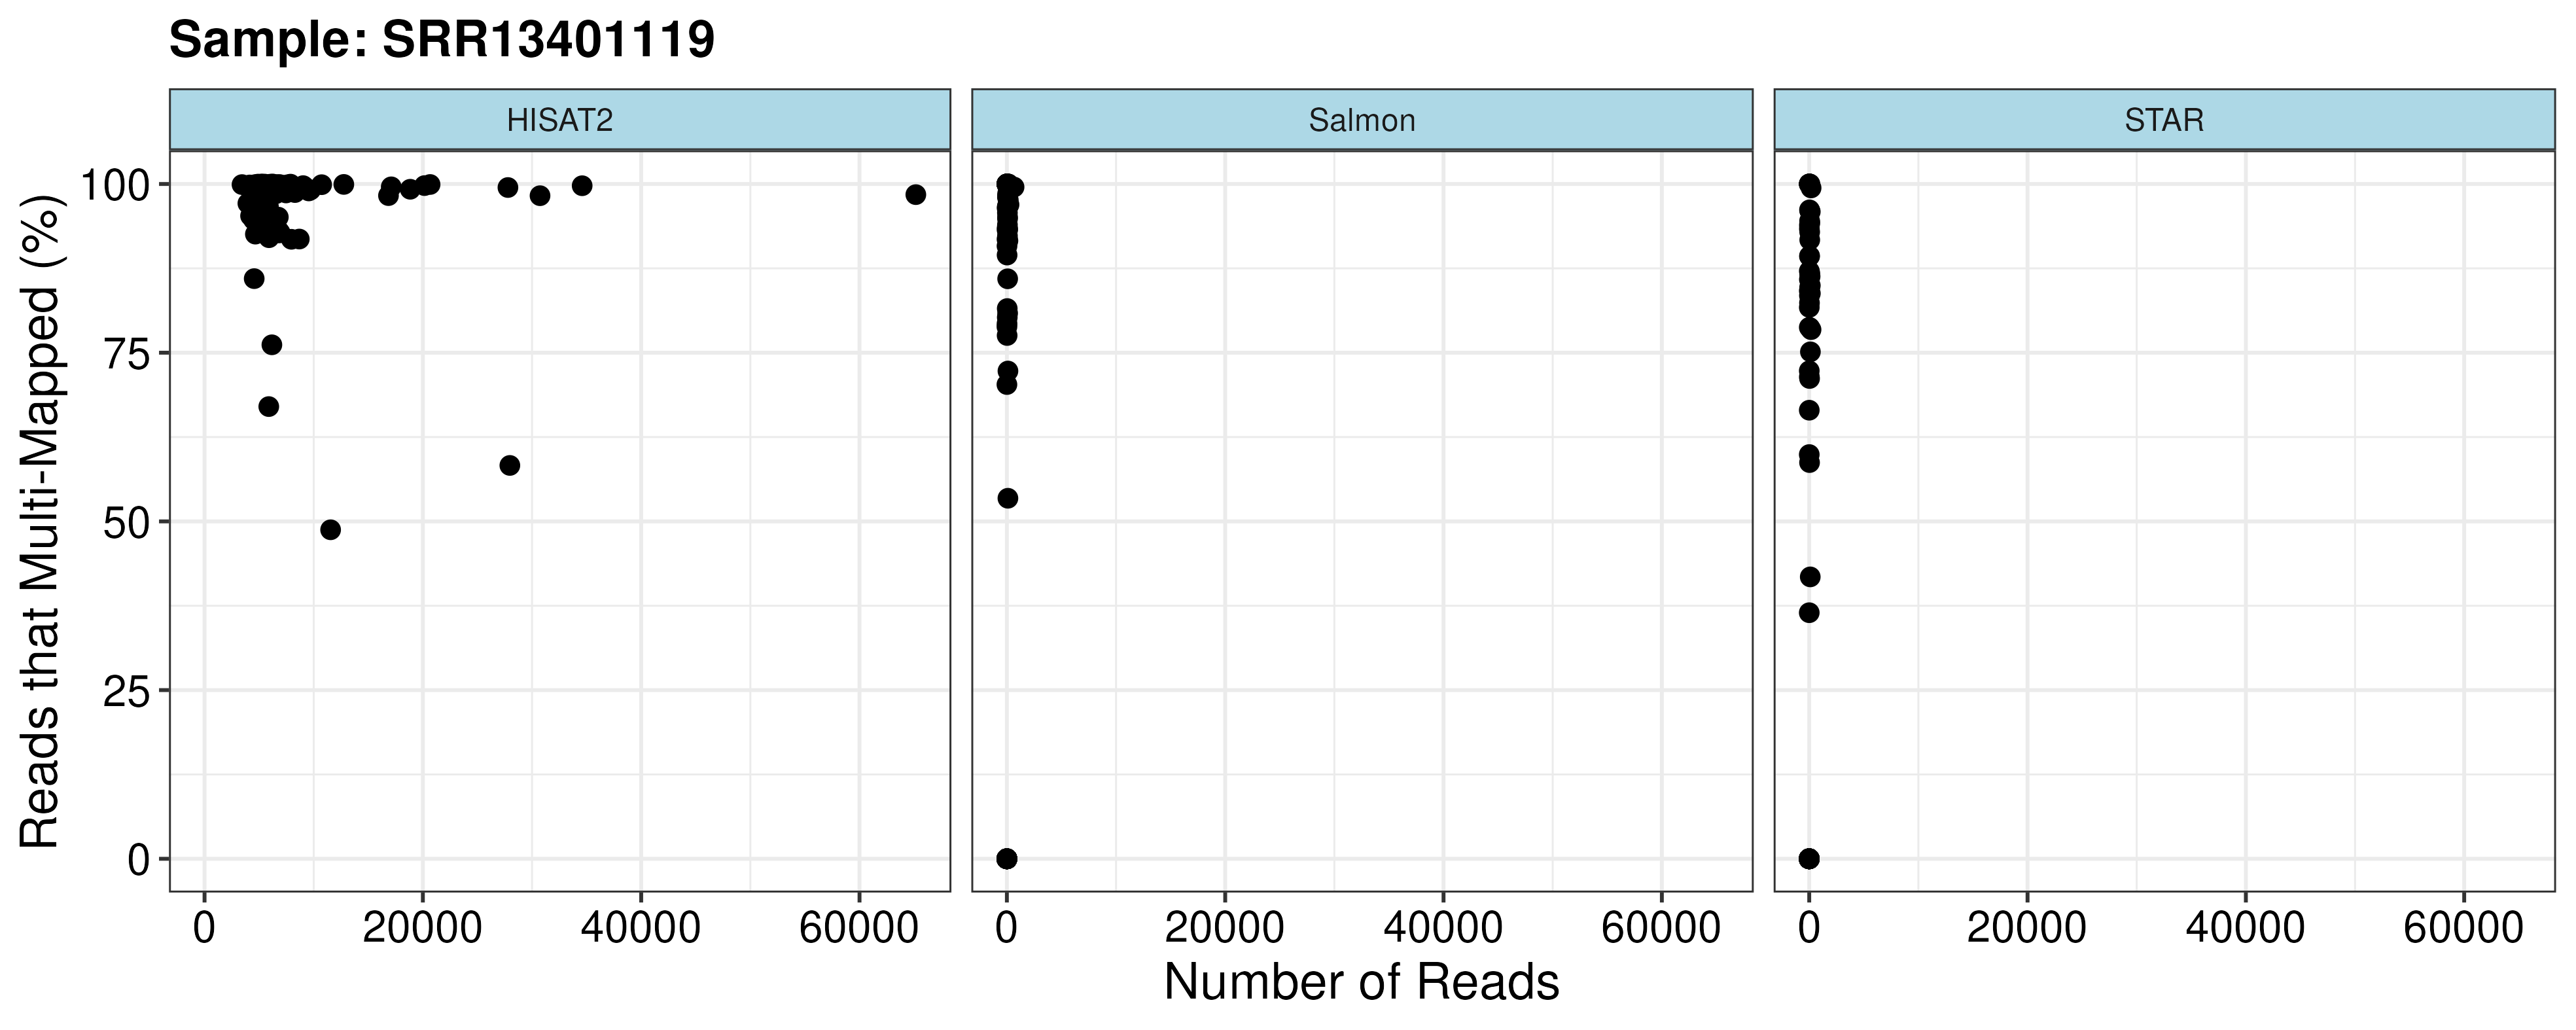 Sample: SRR13401119
HISAT2
Salmon
STAR
Reads that Multi-Mapped (%)
100
75
50
25
0
0 20000 40000 60000
0 20000 40000 60000
0 20000 40000 60000
Number of Reads